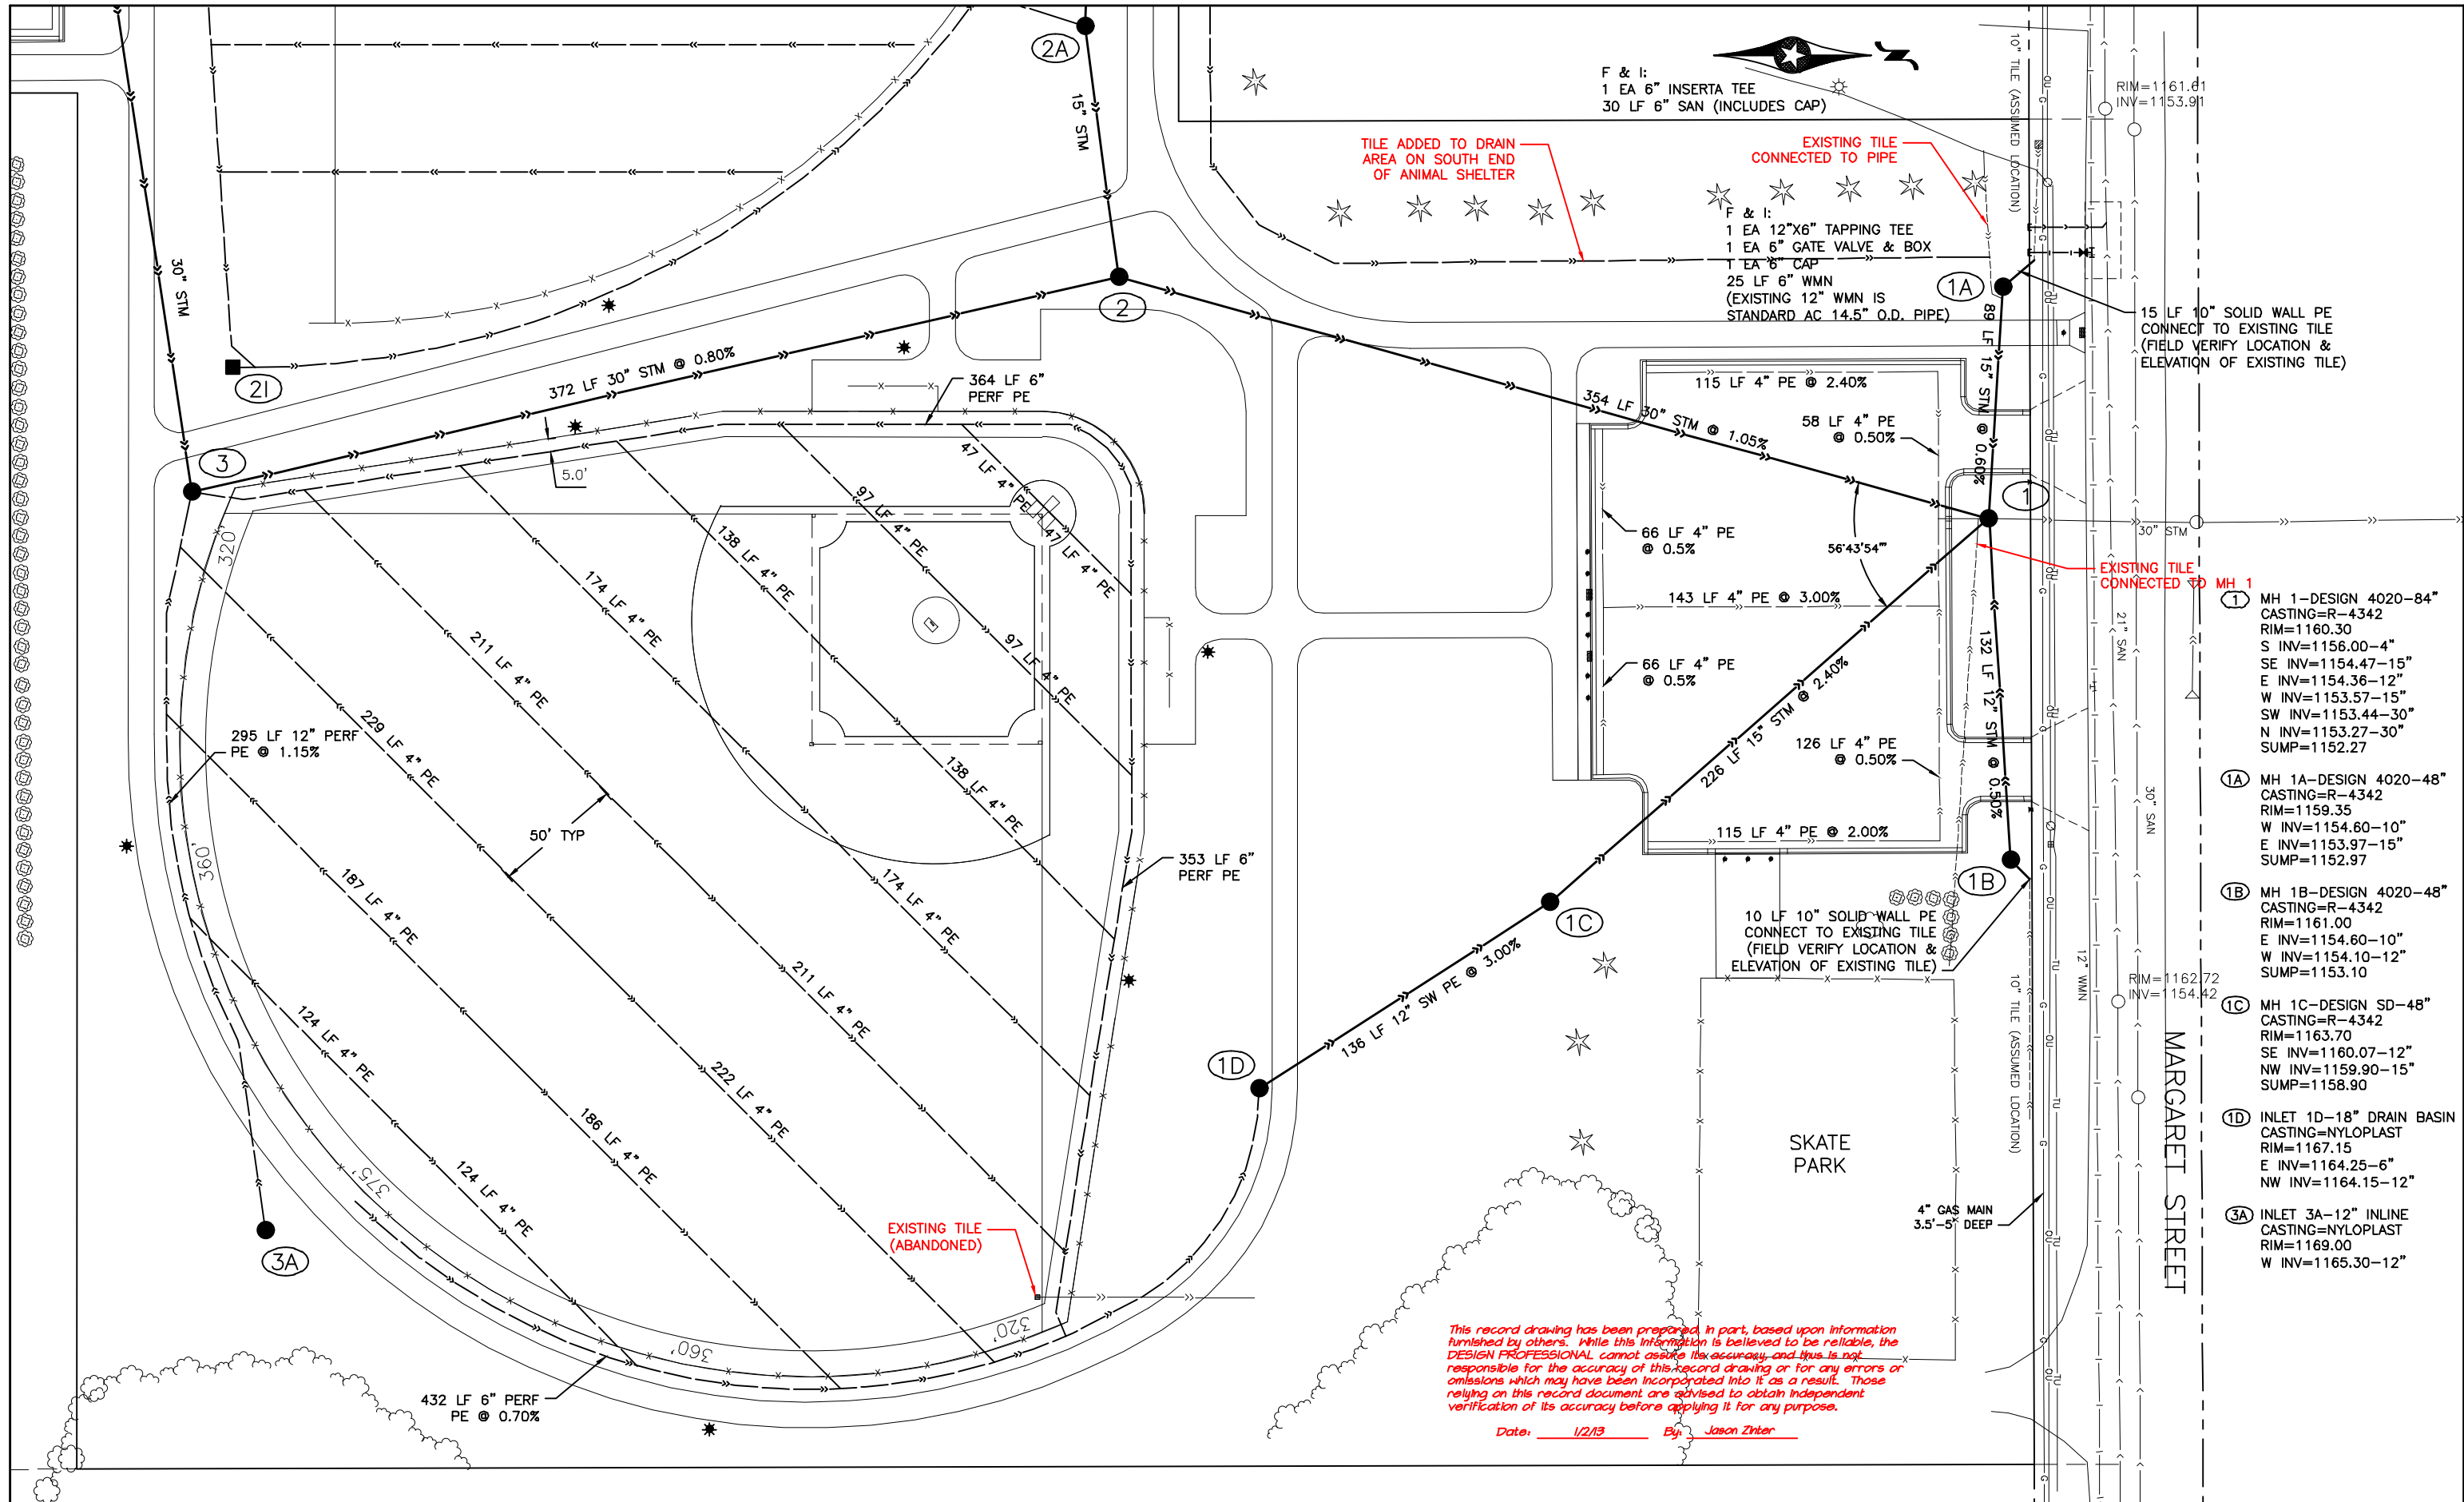 2A
15" STM
F & I:
1 EA 6" INSERTA TEE
30 LF 6" SAN (INCLUDES CAP)
10" TILE (ASSUMED LOCATION)
RIM=1161.61
INV=1153.91
TILE ADDED TO DRAIN
AREA ON SOUTH END
OF ANIMAL SHELTER
EXISTING TILE
CONNECTED TO PIPE
F & I:
1 EA 12"X6" TAPPING TEE
1 EA 6" GATE VALVE & BOX
1 EA 6" CAP
25 LF 6" WMN
(EXISTING 12" WMN IS
STANDARD AC 14.5" O.D. PIPE)
1A
15 LF 10" SOLID WALL PE
CONNECT TO EXISTING TILE
(FIELD VERIFY LOCATION &
ELEVATION OF EXISTING TILE)
30" STM
2
2I
372 LF 30" STM @ 0.80%
364 LF 6"
PERF PE
89 LF 15" STM @ 0.60%
115 LF 4" PE @ 2.40%
354 LF 30" STM @ 1.05%
58 LF 4" PE
@ 0.50%
3
5.0'
1
47 LF 4" PE
47 LF 4" PE
97 LF 4" PE
97 LF 4" PE
138 LF 4" PE
138 LF 4" PE
174 LF 4" PE
174 LF 4" PE
211 LF 4" PE
211 LF 4" PE
229 LF 4" PE
222 LF 4" PE
187 LF 4" PE
186 LF 4" PE
124 LF 4" PE
124 LF 4" PE
320'
360'
375'
360'
320'
66 LF 4" PE
@ 0.5%
56°43'54"
30" STM
EXISTING TILE
CONNECTED TO MH 1
143 LF 4" PE @ 3.00%
66 LF 4" PE
@ 0.5%
132 LF 12" STM @ 0.50%
21" SAN
226 LF 15" STM @ 2.40%
126 LF 4" PE
@ 0.50%
30" SAN
115 LF 4" PE @ 2.00%
295 LF 12" PERF
PE @ 1.15%
50' TYP
353 LF 6"
PERF PE
1B
1C
10 LF 10" SOLID WALL PE
CONNECT TO EXISTING TILE
(FIELD VERIFY LOCATION &
ELEVATION OF EXISTING TILE)
12" WMN
RIM=1162.72
INV=1154.42
136 LF 12" SW PE @ 3.00%
1D
10" TILE (ASSUMED LOCATION)
MARGARET STREET
SKATE
PARK
4" GAS MAIN
3.5'-5' DEEP
3A
EXISTING TILE
(ABANDONED)
432 LF 6" PERF
PE @ 0.70%
1 MH 1-DESIGN 4020-84"
CASTING=R-4342
RIM=1160.30
S INV=1156.00-4"
SE INV=1154.47-15"
E INV=1154.36-12"
W INV=1153.57-15"
SW INV=1153.44-30"
N INV=1153.27-30"
SUMP=1152.27
1A MH 1A-DESIGN 4020-48"
CASTING=R-4342
RIM=1159.35
W INV=1154.60-10"
E INV=1153.97-15"
SUMP=1152.97
1B MH 1B-DESIGN 4020-48"
CASTING=R-4342
RIM=1161.00
E INV=1154.60-10"
W INV=1154.10-12"
SUMP=1153.10
1C MH 1C-DESIGN SD-48"
CASTING=R-4342
RIM=1163.70
SE INV=1160.07-12"
NW INV=1159.90-15"
SUMP=1158.90
1D INLET 1D-18" DRAIN BASIN
CASTING=NYLOPLAST
RIM=1167.15
E INV=1164.25-6"
NW INV=1164.15-12"
3A INLET 3A-12" INLINE
CASTING=NYLOPLAST
RIM=1169.00
W INV=1165.30-12"
This record drawing has been prepared, in part, based upon information
furnished by others. While this information is believed to be reliable, the
DESIGN PROFESSIONAL cannot assure its accuracy, and thus is not
responsible for the accuracy of this record drawing or for any errors or
omissions which may have been incorporated into it as a result. Those
relying on this record document are advised to obtain independent
verification of its accuracy before applying it for any purpose.
Date: 1/2/13 By: Jason Zinter